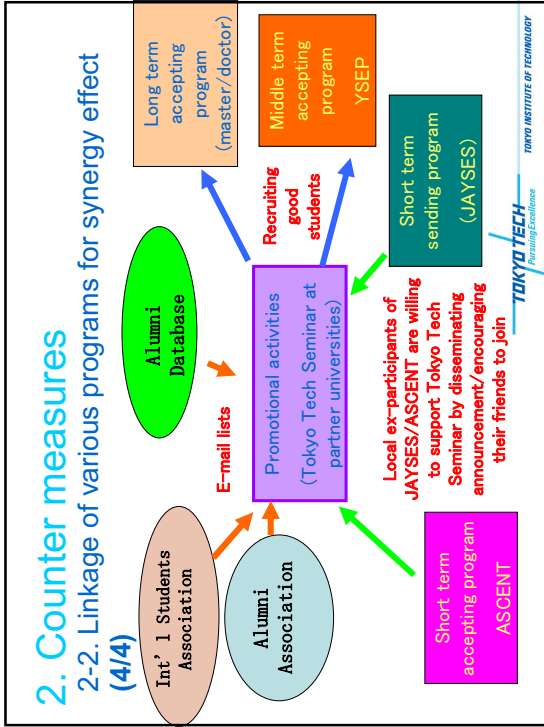 2. Counter measures
2-2. Linkage of various programs for synergy effect
(4/4)
Int' l Students
Association
Alumni
Association
Alumni
Database
E-mail lists
Promotional activities
(Tokyo Tech Seminar at
partner universities)
Long term
accepting
program
(master/doctor)
Recruiting
good
students
Middle term
accepting
program
YSEP
Short term
accepting program
ASCENT
Local ex-participants of
JAYSES/ASCENT are willing
to support Tokyo Tech
Seminar by disseminating
announcement/encouraging
their friends to join
Short term
sending program
(JAYSES)
TOKYO TECH
Pursuing Excellence
TOKYO INSTITUTE OF TECHNOLOGY